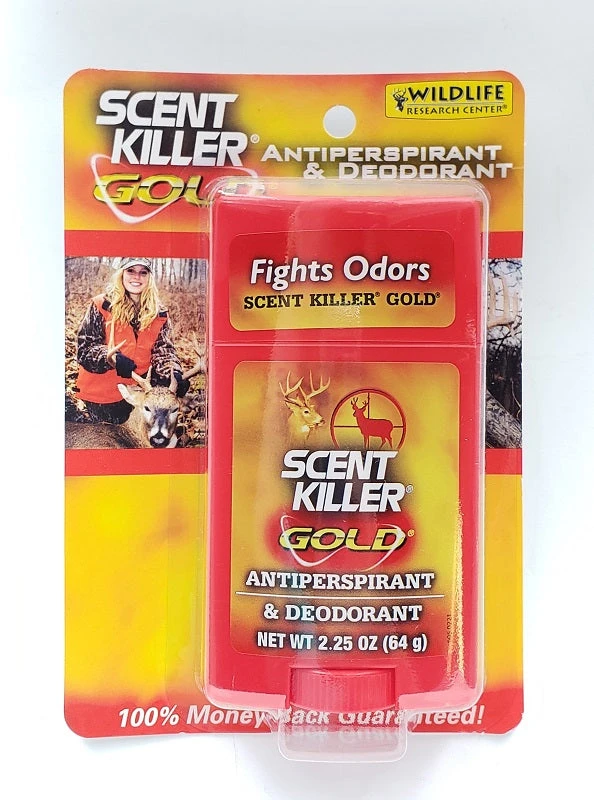 SCENT
KILLER®
GOLD
WILDLIFE
RESEARCH CENTER®
ANTIPERSPIRANT
& DEODORANT
Fights Odors
SCENT KILLER® GOLD®
SCENT
KILLER®
GOLD®
ANTIPERSPIRANT
& DEODORANT
NET WT 2.25 OZ (64 g)
100% Money Back Guaranteed!